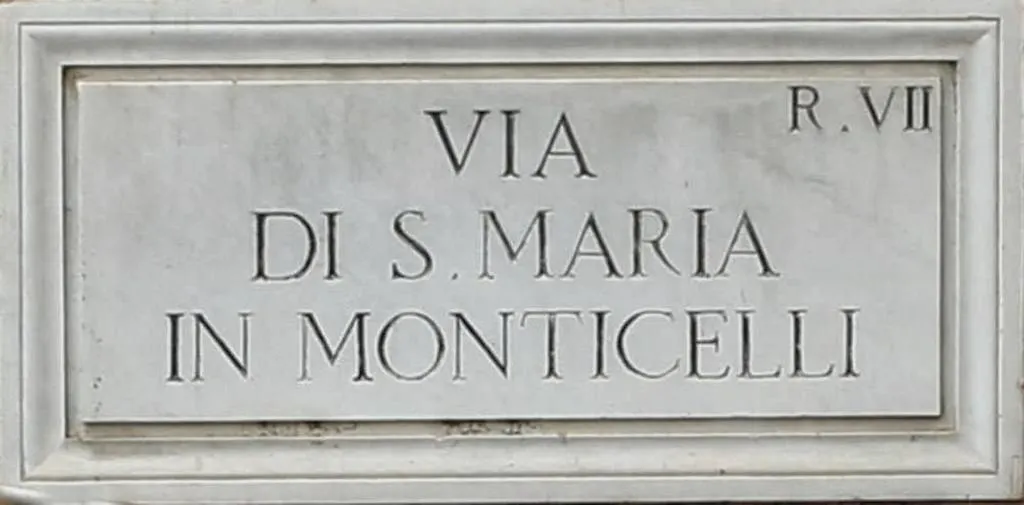 R. VII
VIA
DI S. MARIA
IN MONTICELLI